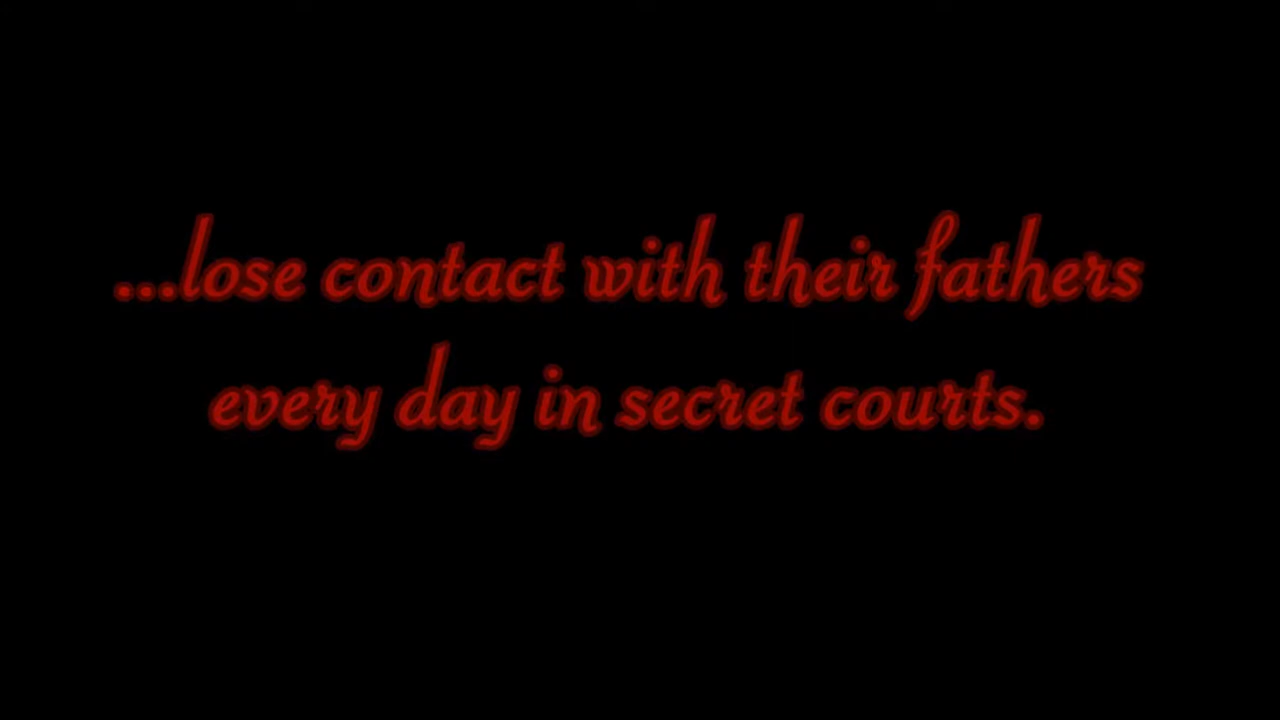 ...lose contact with their fathers
every day in secret courts.